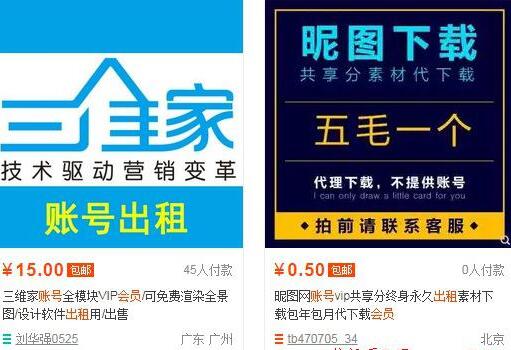 三维家
技术驱动营销变革
账号出租
¥15.00 包邮 45人付款
三维家账号全模块VIP会员/可免费渲染全景
图/设计软件出租用/出售
刘华强0525 广东 广州
昵图下载
共享分素材代下载
五毛一个
代理下载，不提供账号
I can only draw a little card for you
拍前请联系客服
¥0.50 包邮 0人付款
昵图网账号vip共享分终身永久出租素材下
载包年包月代下载会员
tb470705_34 北京